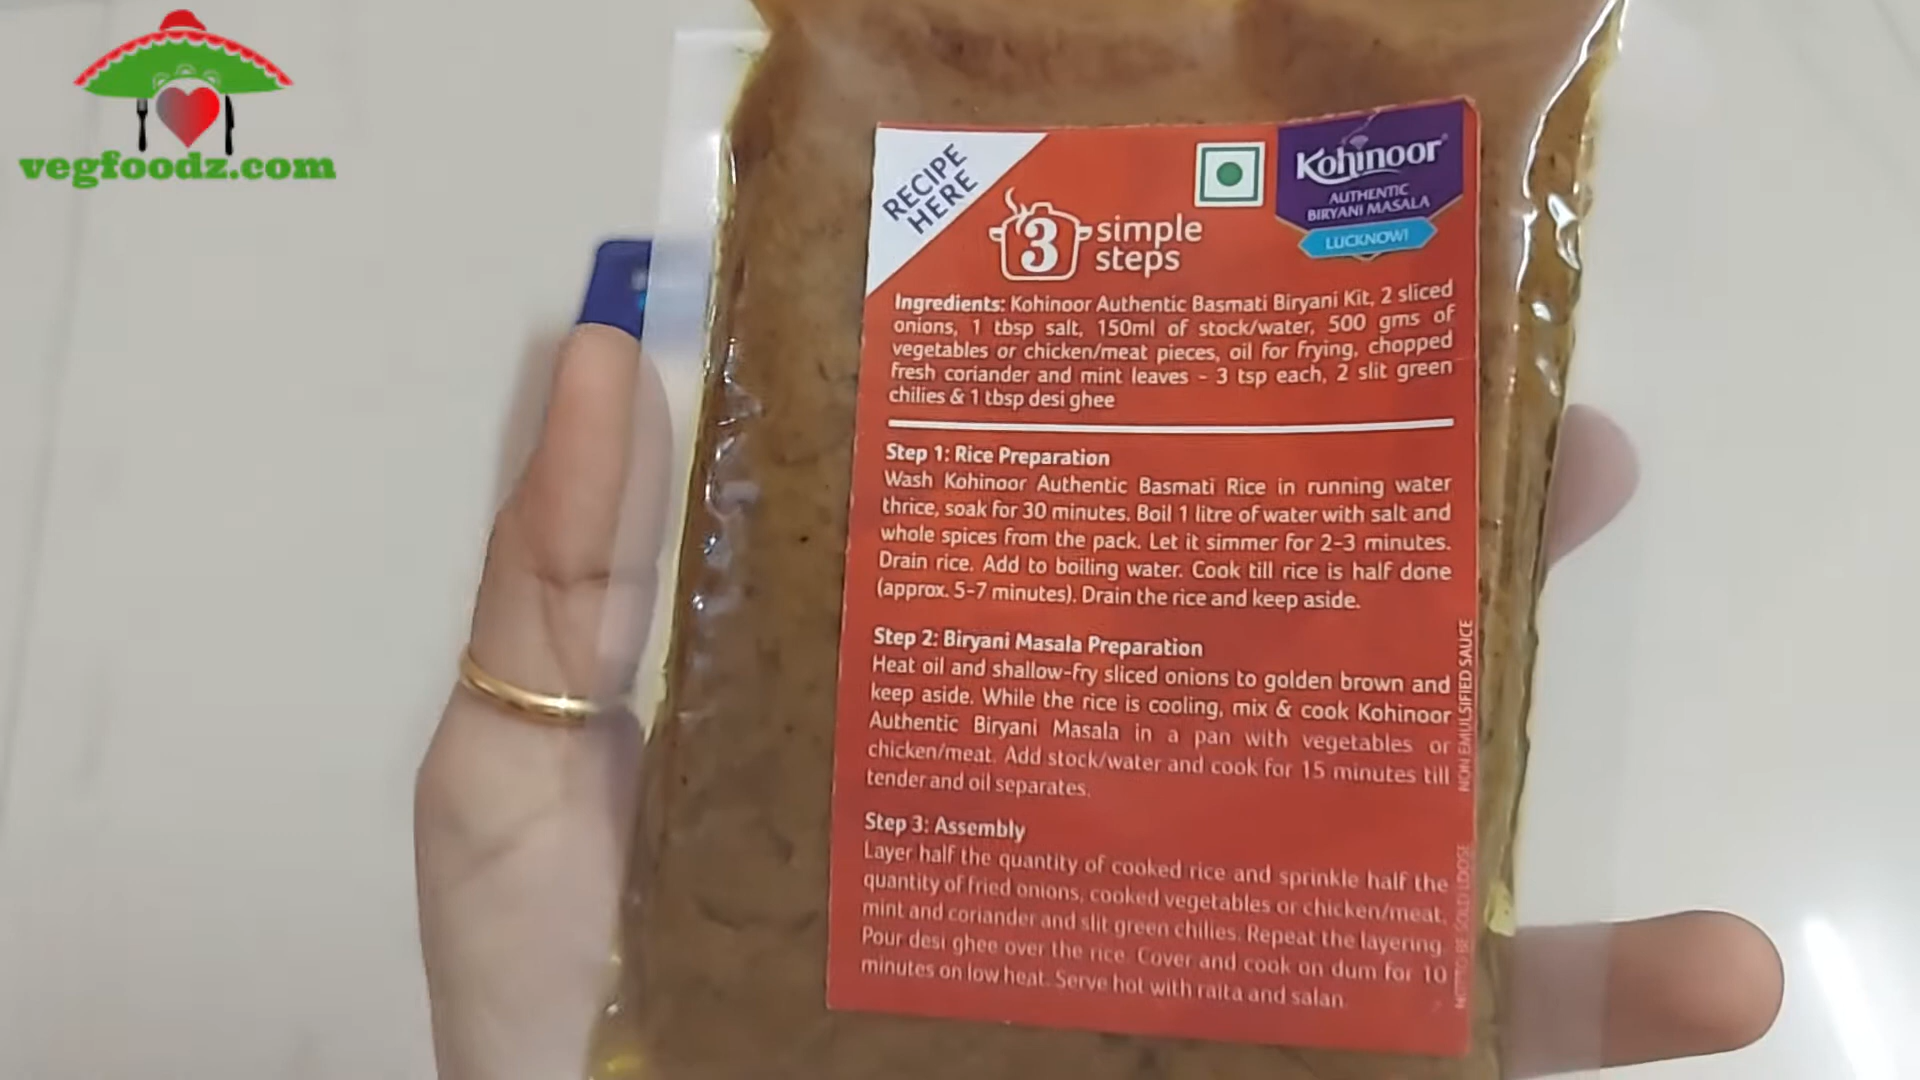 vegfoodz.com
RECIPE
HERE
3 simple
steps
Kohinoor
AUTHENTIC
BIRYANI MASALA
LUCKNOWI
Ingredients: Kohinoor Authentic Basmati Biryani Kit, 2 sliced
onions, 1 tbsp salt, 150ml of stock/water, 500 gms of
vegetables or chicken/meat pieces, oil for frying, chopped
fresh coriander and mint leaves - 3 tsp each, 2 slit green
chilies & 1 tbsp desi ghee
Step 1: Rice Preparation
Wash Kohinoor Authentic Basmati Rice in running water
thrice, soak for 30 minutes. Boil 1 litre of water with salt and
whole spices from the pack. Let it simmer for 2-3 minutes.
Drain rice. Add to boiling water. Cook till rice is half done
(approx. 5-7 minutes). Drain the rice and keep aside.
Step 2: Biryani Masala Preparation
Heat oil and shallow-fry sliced onions to golden brown and
keep aside. While the rice is cooling, mix & cook Kohinoor
Authentic Biryani Masala in a pan with vegetables or
chicken/meat. Add stock/water and cook for 15 minutes till
tender and oil separates.
Step 3: Assembly
Layer half the quantity of cooked rice and sprinkle half the
quantity of fried onions, cooked vegetables or chicken/meat,
mint and coriander and slit green chilies. Repeat the layering.
Pour desi ghee over the rice. Cover and cook on dum for 10
minutes on low heat. Serve hot with raita and salan.
NON EMULSIFIED SAUCE
NOT TO BE SOLD LOOSE